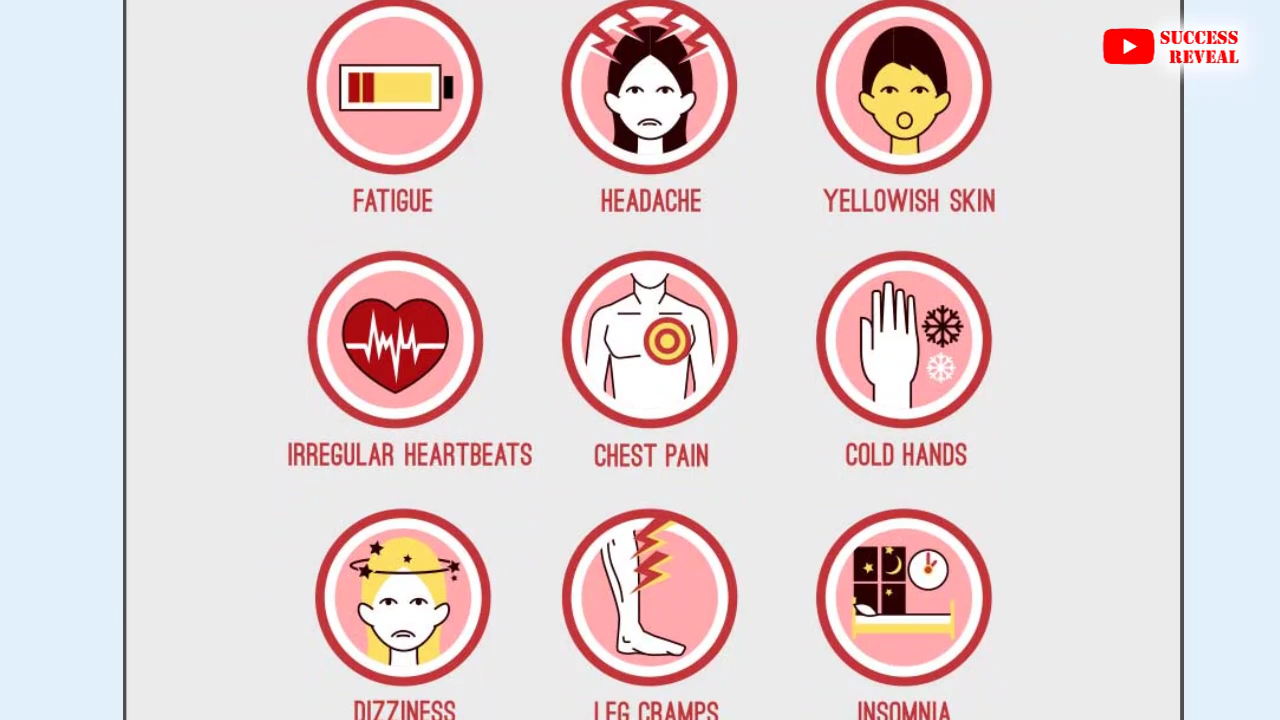 SUCCESS
REVEAL
FATIGUE
HEADACHE
YELLOWISH SKIN
IRREGULAR HEARTBEATS
CHEST PAIN
COLD HANDS
DIZZINESS
LEG CRAMPS
INSOMNIA